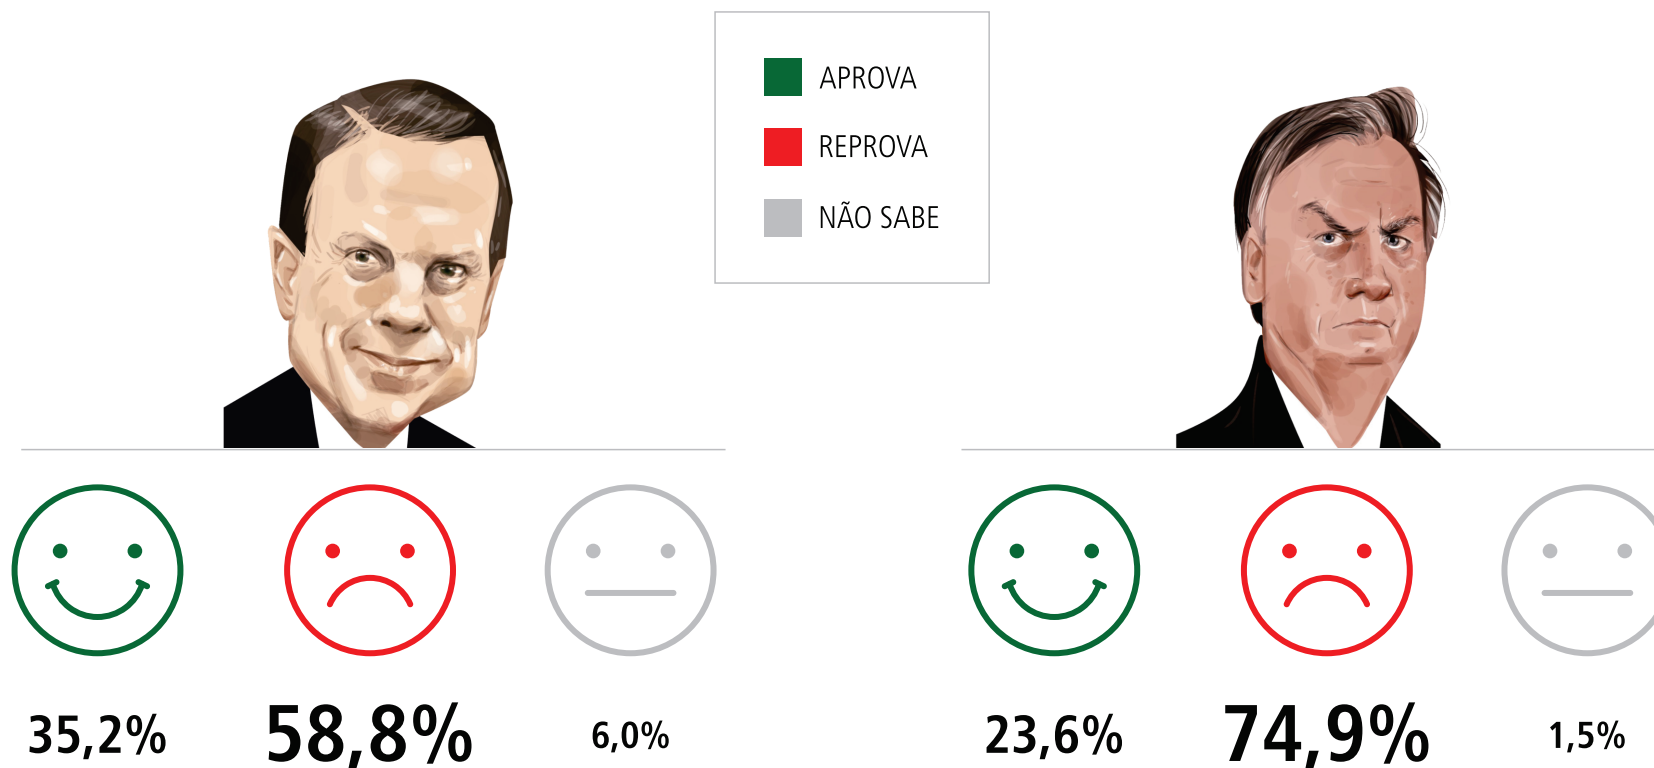 APROVA
REPROVA
NÃO SABE
35,2%
58,8%
6,0%
23,6%
74,9%
1,5%